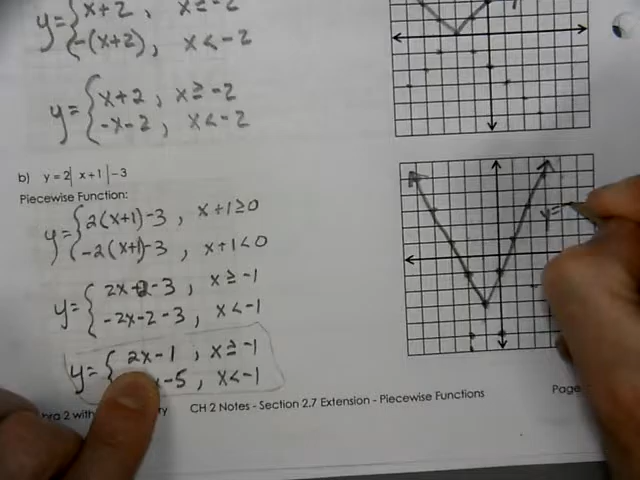 y= { x+2 , x≥-2
-(x+2), x<-2
y= { x+2 , x≥-2
-x-2 , x<-2
b) y = 2| x+1 | -3
Piecewise Function:
y= { 2(x+1)-3 , x+1≥0
-2(x+1)-3 , x+1<0
y= { 2x+2-3 , x≥-1
-2x-2-3 , x<-1
y= { 2x-1 , x≥-1
x-5 , x<-1
y=
CH 2 Notes - Section 2.7 Extension - Piecewise Functions
Page